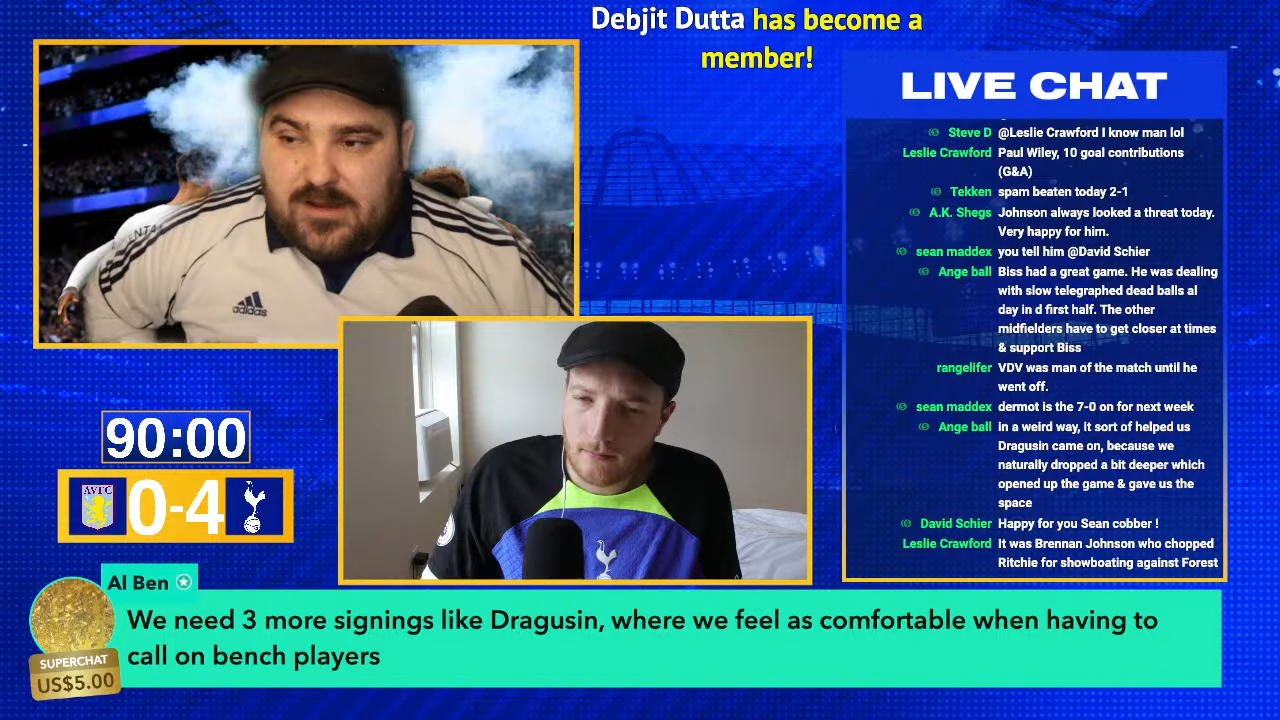 Debjit Dutta has become a
member!
LIVE CHAT
Steve D @Leslie Crawford I know man lol
Leslie Crawford Paul Wiley, 10 goal contributions
(G&A)
Tekken spam beaten today 2-1
A.K. Shegs Johnson always looked a threat today.
Very happy for him.
sean maddex you tell him @David Schier
Ange ball Biss had a great game. He was dealing
with slow telegraphed dead balls al
day in d first half. The other
midfielders have to get closer at times
& support Biss
rangelifer VDV was man of the match until he
went off.
sean maddex dermot is the 7-0 on for next week
Ange ball in a weird way, it sort of helped us
Dragusin came on, because we
naturally dropped a bit deeper which
opened up the game & gave us the
space
David Schier Happy for you Sean cobber !
Leslie Crawford It was Brennan Johnson who chopped
Ritchie for showboating against Forest
adidas
90:00
AVFC 0-4
Al Ben
We need 3 more signings like Dragusin, where we feel as comfortable when having to
call on bench players
SUPERCHAT
US$5.00